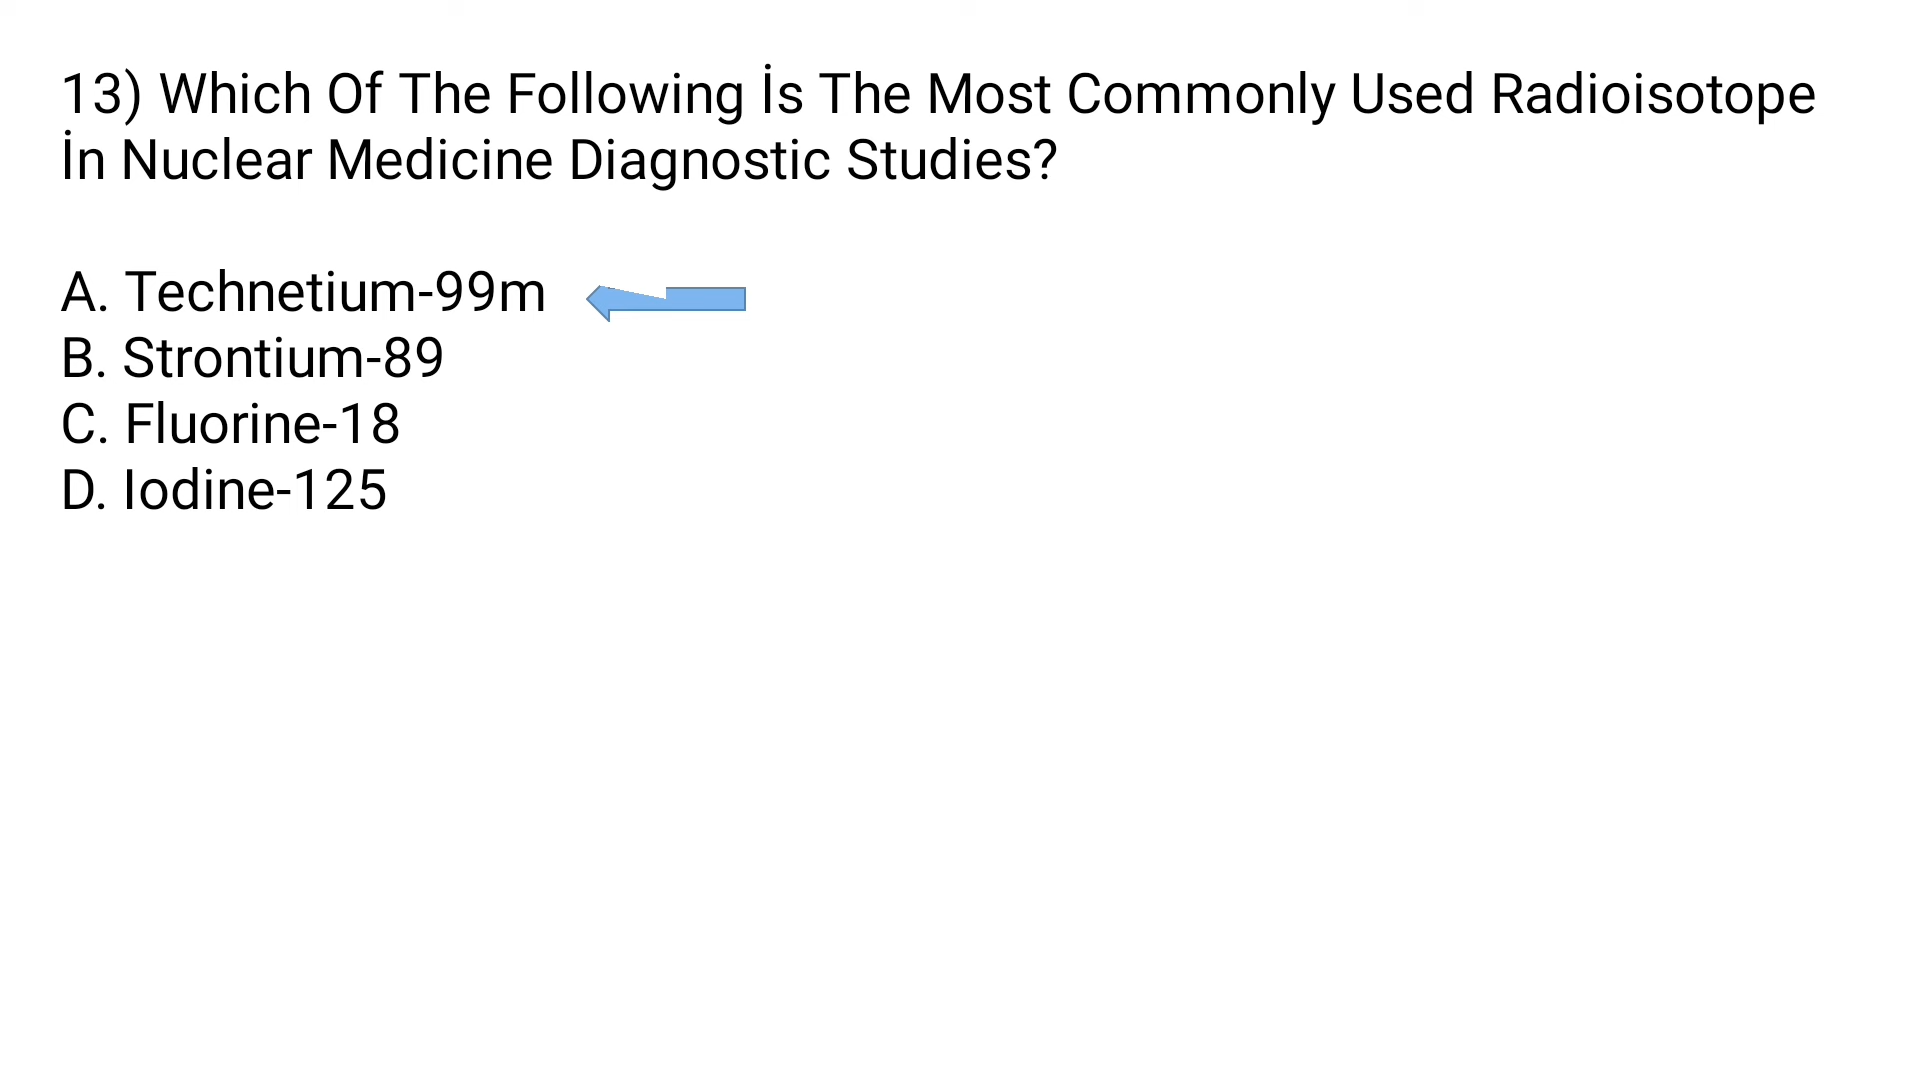 13) Which Of The Following İs The Most Commonly Used Radioisotope
İn Nuclear Medicine Diagnostic Studies?
A. Technetium-99m
B. Strontium-89
C. Fluorine-18
D. Iodine-125